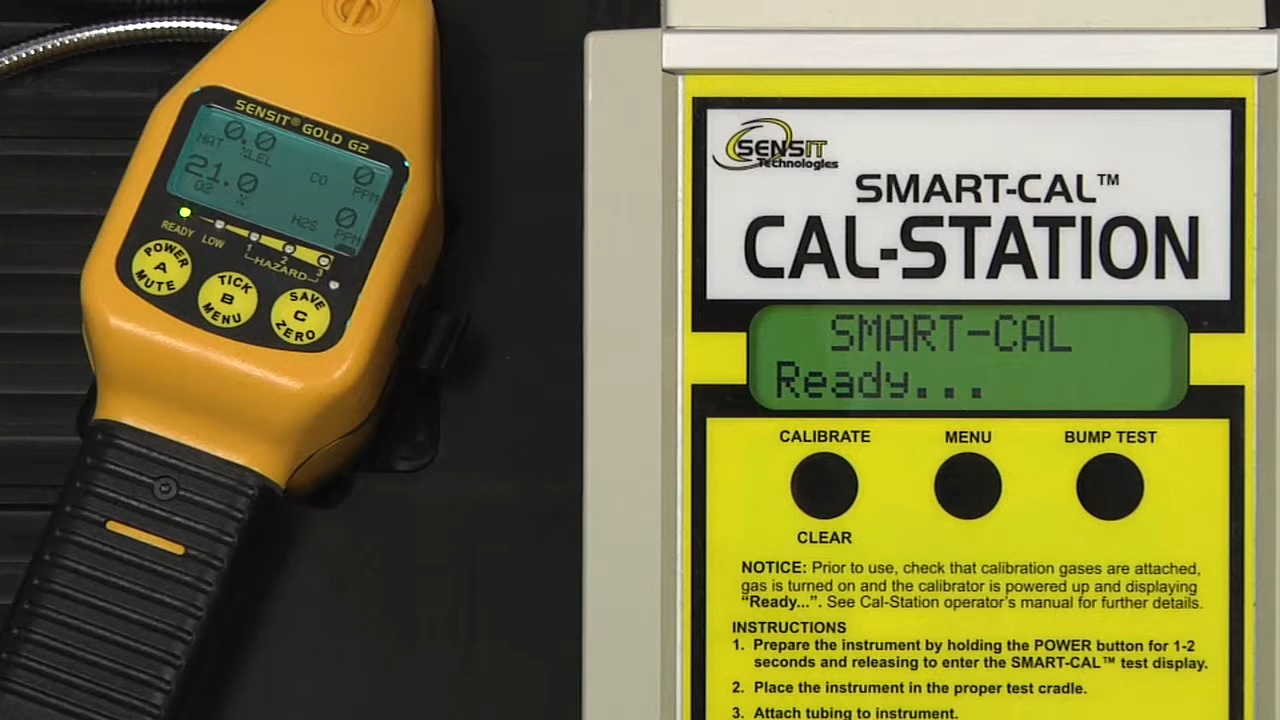 SENSIT® GOLD G2
0.0
NAT %LEL
21.0
O2 %
CO 0
PPM
H2S 0
PPM
READY LOW 1 2 3
HAZARD
POWER
A
MUTE
TICK
B
MENU
SAVE
C
ZERO
SENSIT
Technologies
SMART-CAL™
CAL-STATION
SMART-CAL
Ready...
CALIBRATE MENU BUMP TEST
CLEAR
NOTICE: Prior to use, check that calibration gases are attached,
gas is turned on and the calibrator is powered up and displaying
“Ready...”. See Cal-Station operator's manual for further details.
INSTRUCTIONS
1. Prepare the instrument by holding the POWER button for 1-2
seconds and releasing to enter the SMART-CAL™ test display.
2. Place the instrument in the proper test cradle.
3. Attach tubing to instrument.